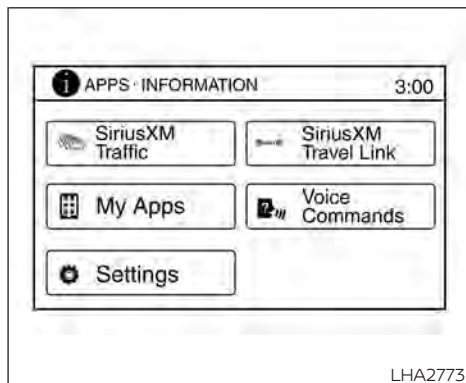 i APPS · INFORMATION 3:00
SiriusXM
Traffic
SiriusXM
Travel Link
My Apps
? Voice
Commands
Settings
LHA2773